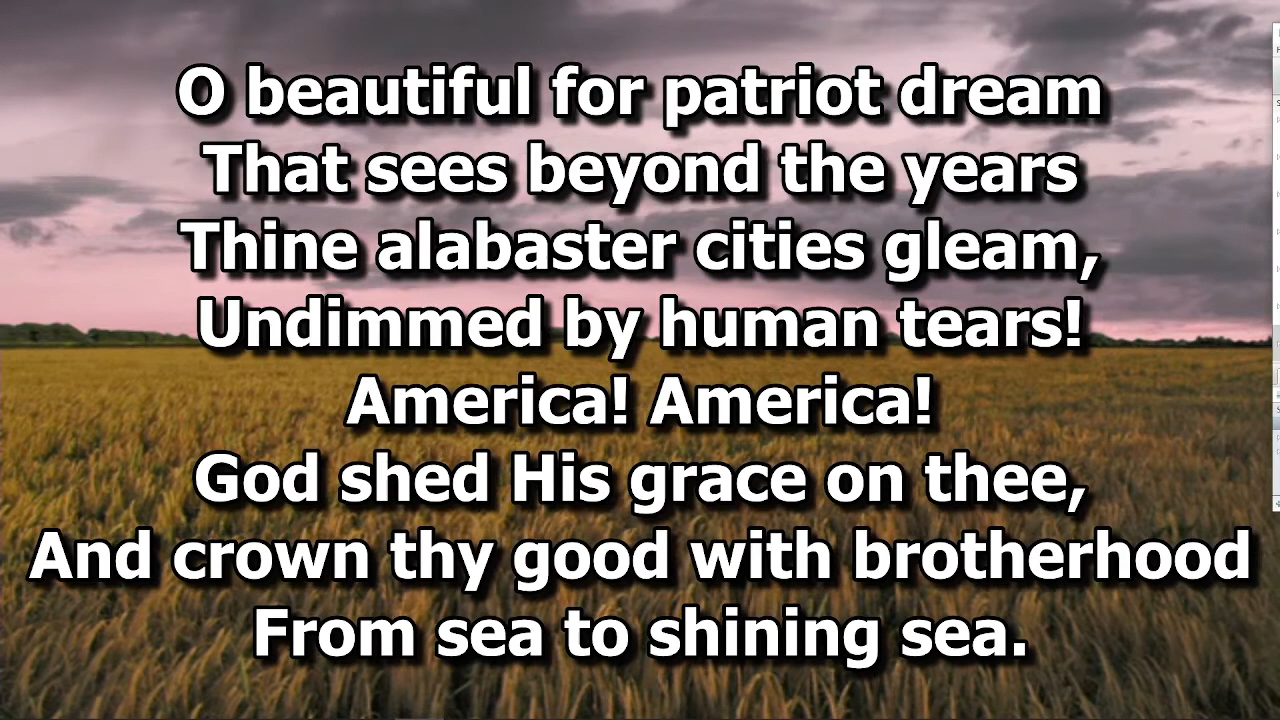 O beautiful for patriot dream
That sees beyond the years
Thine alabaster cities gleam,
Undimmed by human tears!
America! America!
God shed His grace on thee,
And crown thy good with brotherhood
From sea to shining sea.